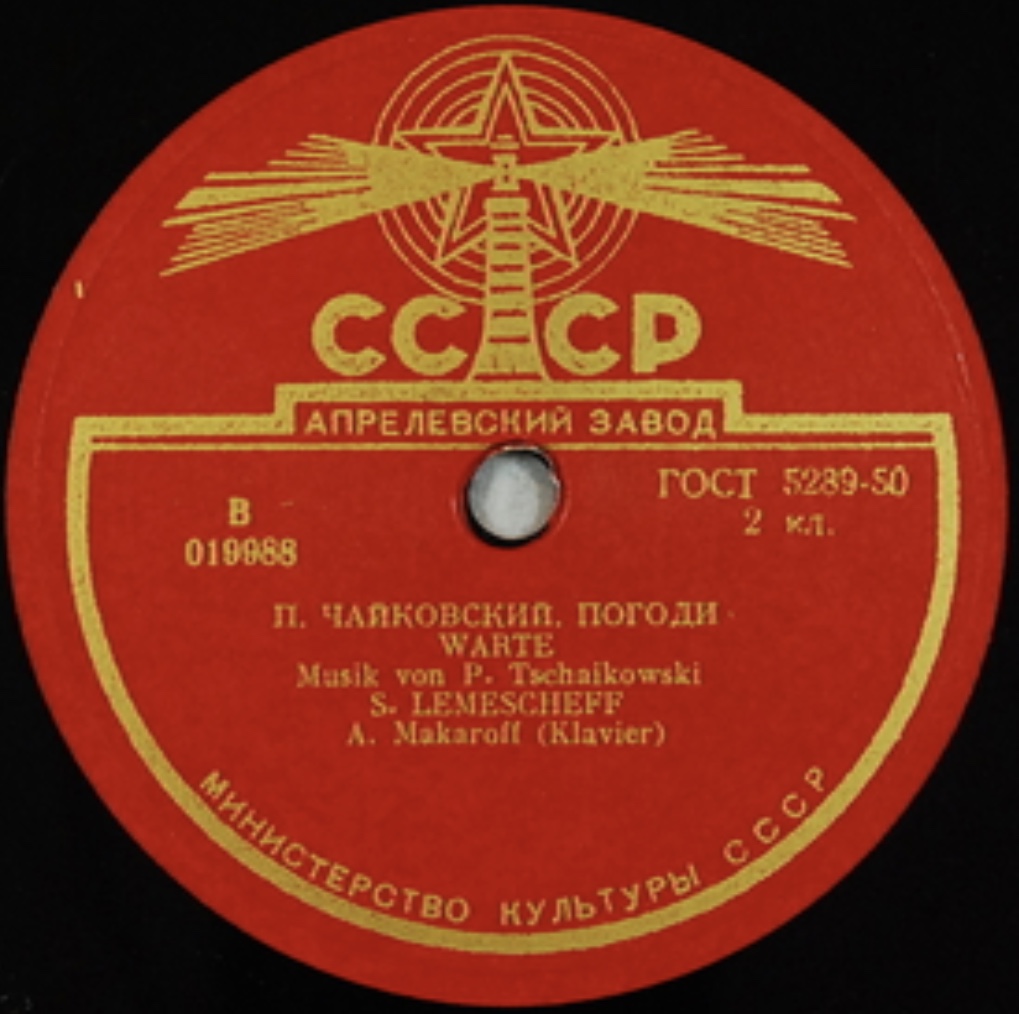 СССР
АПРЕЛЕВСКИЙ ЗАВОД
ГОСТ 5289-50
2 кл.
В
019988
П. ЧАЙКОВСКИЙ. ПОГОДИ
WARTE
Musik von P. Tschaikowski
S. LEMESCHEFF
A. Makaroff (Klavier)
МИНИСТЕРСТВО КУЛЬТУРЫ СССР